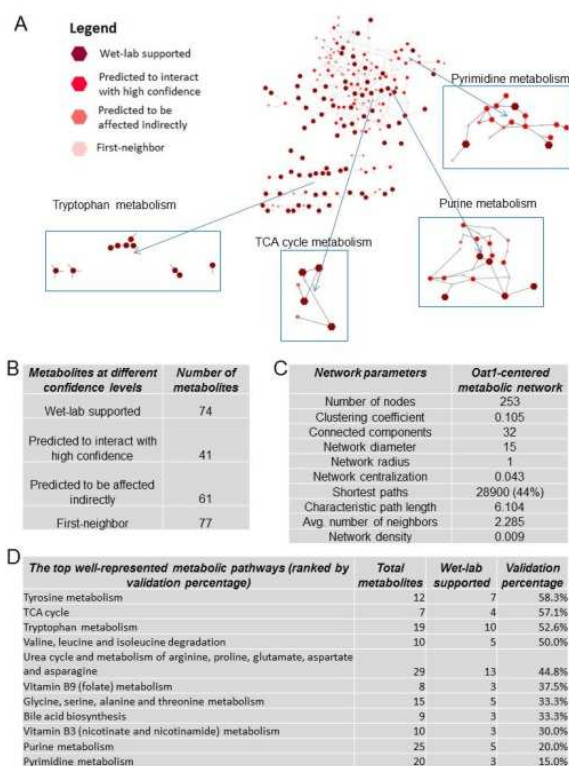 A
Legend
Wet-lab supported
Predicted to interact
with high confidence
Predicted to be
affected indirectly
First-neighbor
Pyrimidine metabolism
Tryptophan metabolism
TCA cycle metabolism
Purine metabolism
B
Metabolites at different confidence levels Number of metabolites
Wet-lab supported 74
Predicted to interact with high confidence 41
Predicted to be affected indirectly 61
First-neighbor 77
C
Network parameters Oat1-centered metabolic network
Number of nodes 253
Clustering coefficient 0.105
Connected components 32
Network diameter 15
Network radius 1
Network centralization 0.043
Shortest paths 28900 (44%)
Characteristic path length 6.104
Avg. number of neighbors 2.285
Network density 0.009
D
The top well-represented metabolic pathways (ranked by validation percentage) Total metabolites Wet-lab supported Validation percentage
Tyrosine metabolism 12 7 58.3%
TCA cycle 7 4 57.1%
Tryptophan metabolism 19 10 52.6%
Valine, leucine and isoleucine degradation 10 5 50.0%
Urea cycle and metabolism of arginine, proline, glutamate, aspartate and asparagine 29 13 44.8%
Vitamin B9 (folate) metabolism 8 3 37.5%
Glycine, serine, alanine and threonine metabolism 15 5 33.3%
Bile acid biosynthesis 9 3 33.3%
Vitamin B3 (nicotinate and nicotinamide) metabolism 10 3 30.0%
Purine metabolism 25 5 20.0%
Pyrimidine metabolism 20 3 15.0%